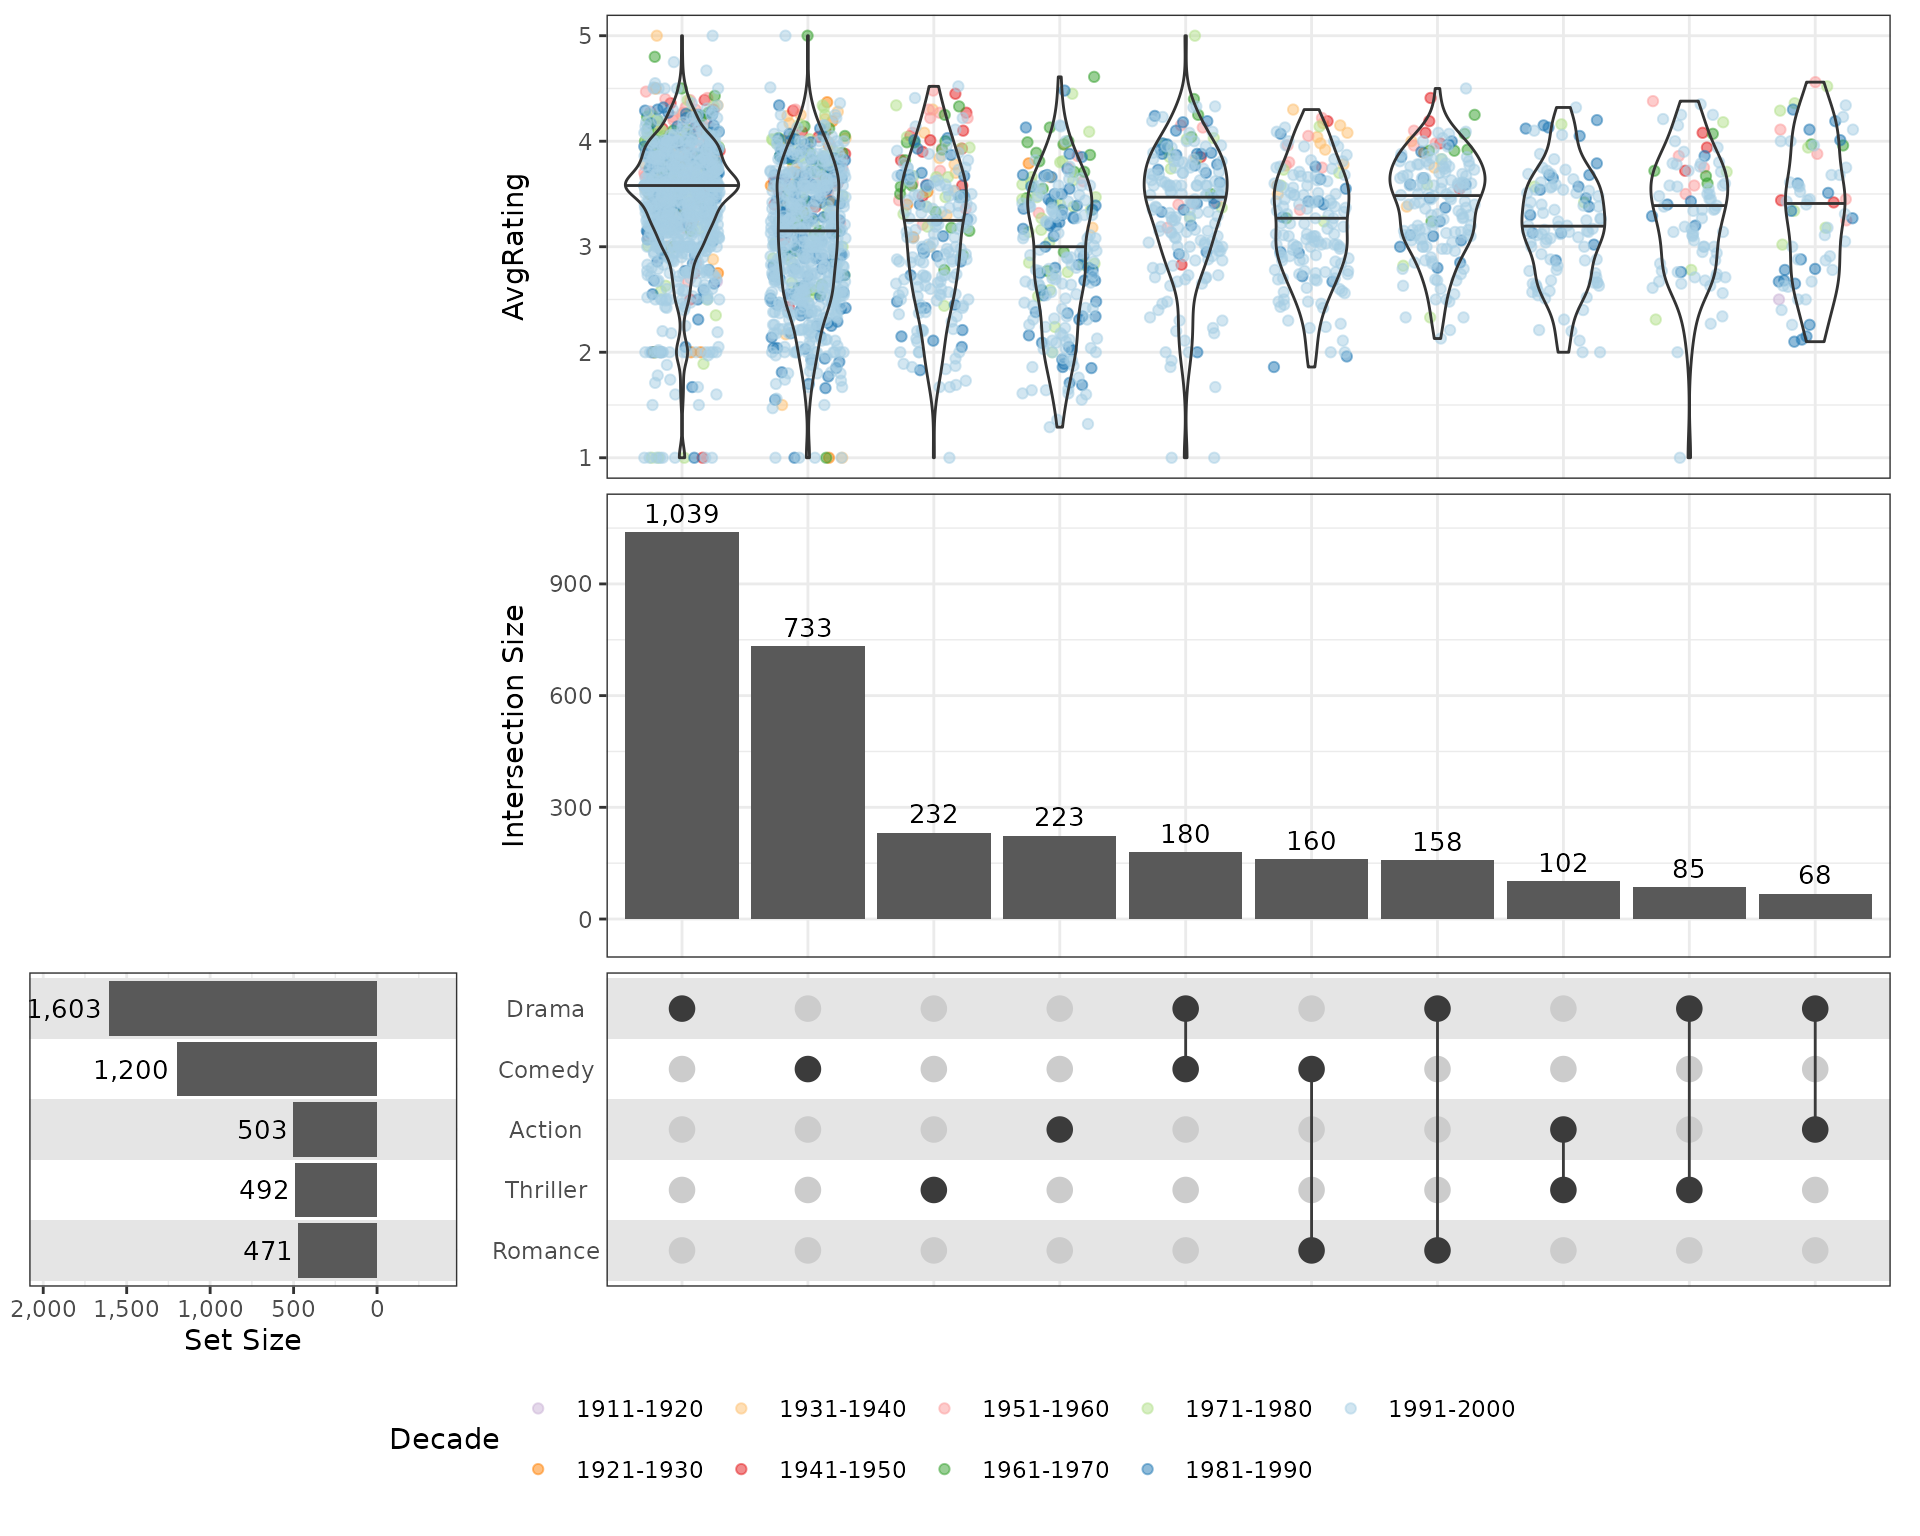 5
4
3
2
1
AvgRating
1,039
733
232
223
180
160
158
102
85
68
900
600
300
0
Intersection Size
1,603
1,200
503
492
471
Drama
Comedy
Action
Thriller
Romance
2,000 1,500 1,000 500 0
Set Size
Decade
1911-1920 1931-1940 1951-1960 1971-1980 1991-2000
1921-1930 1941-1950 1961-1970 1981-1990